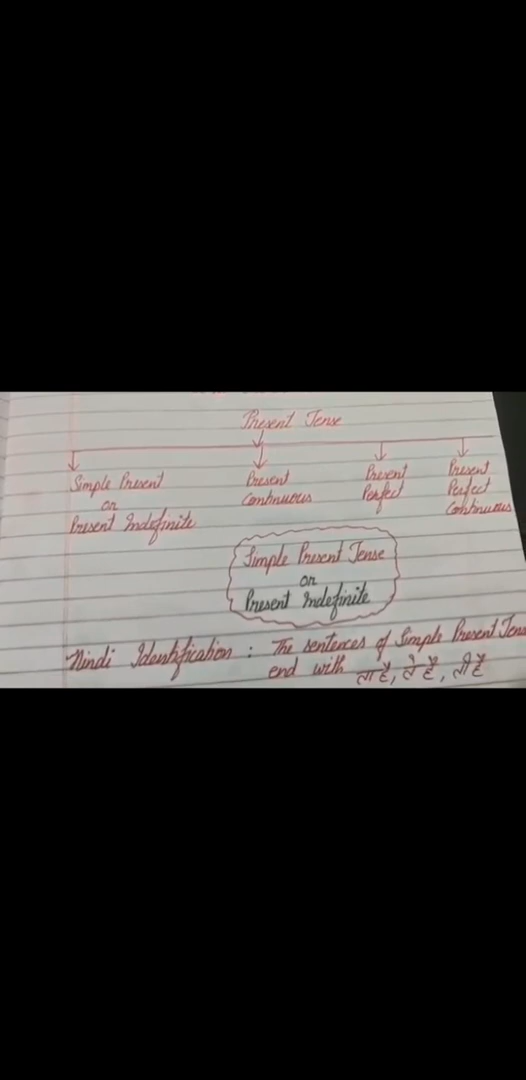 Present Tense
Simple Present
or
Present Indefinite
Present
Continuous
Present
Perfect
Present
Perfect
Continuous
Simple Present Tense
or
Present Indefinite
Hindi Identification : The sentences of Simple Present Tens
end with ता है, ते हैं, ती है